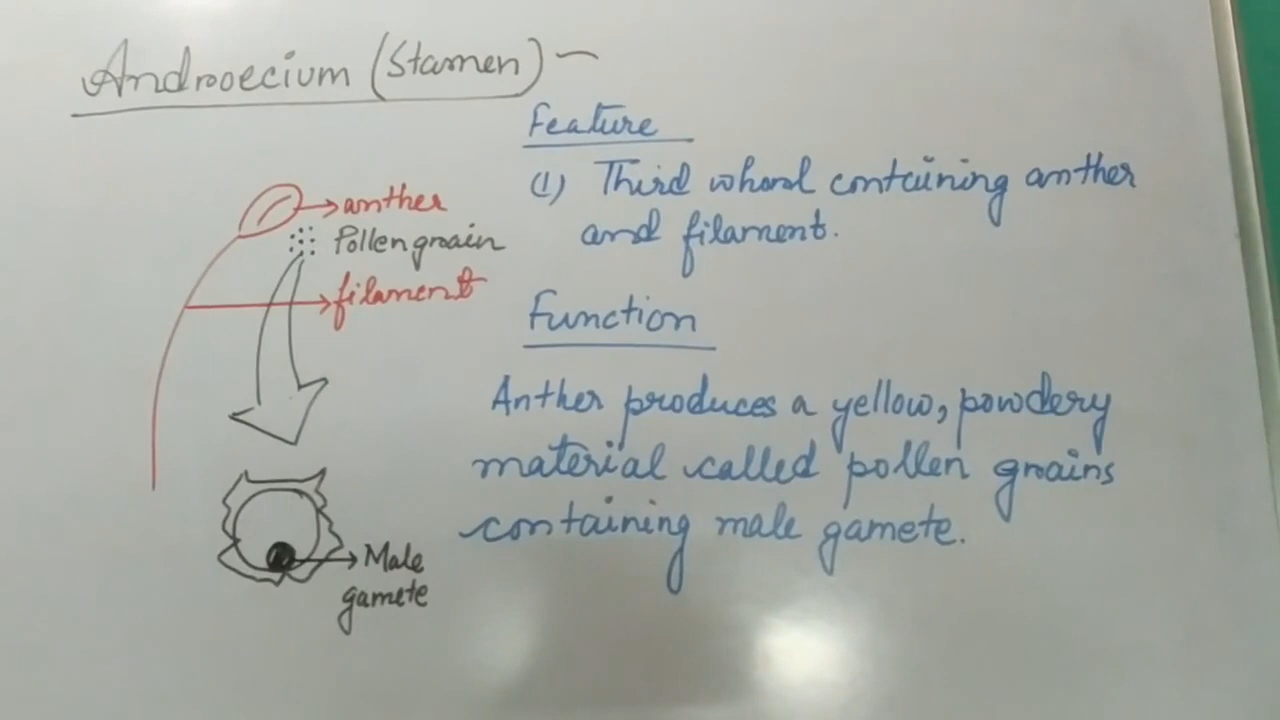 Androecium (Stamen) —
Feature
(1) Third whorl containing anther
and filament.
anther
Pollen grain
filament
Function
Anther produces a yellow, powdery
material called pollen grains
containing male gamete.
Male
gamete